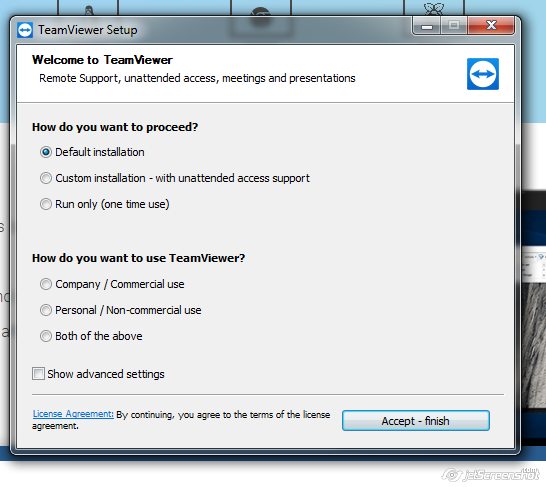 TeamViewer Setup
Welcome to TeamViewer
Remote Support, unattended access, meetings and presentations
How do you want to proceed?
Default installation
Custom installation - with unattended access support
Run only (one time use)
How do you want to use TeamViewer?
Company / Commercial use
Personal / Non-commercial use
Both of the above
Show advanced settings
License Agreement: By continuing, you agree to the terms of the license
agreement.
Accept - finish
jetScreenshot
.com